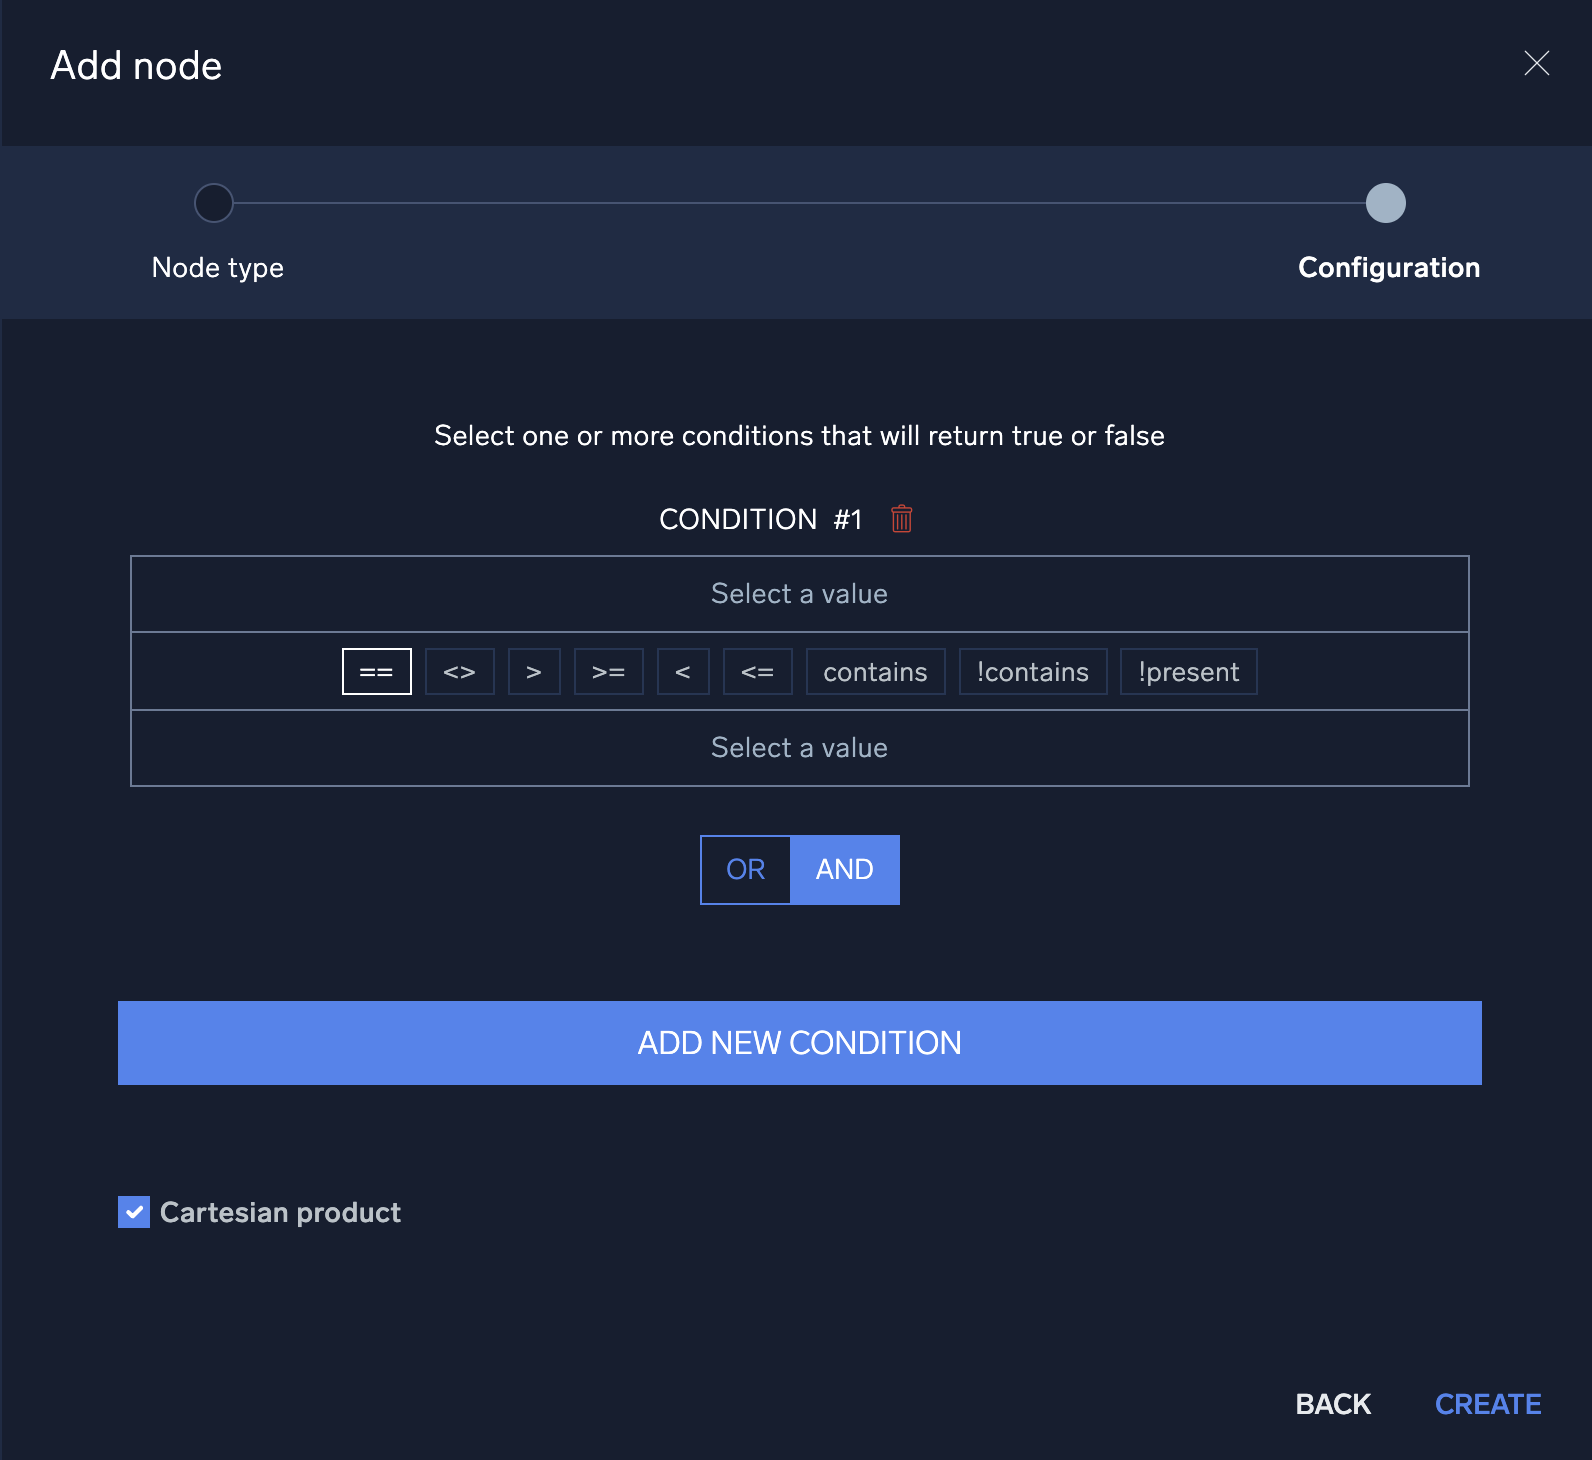 Add node
Node type
Configuration
Select one or more conditions that will return true or false
CONDITION #1
Select a value
== <> > >= < <= contains !contains !present
Select a value
OR AND
ADD NEW CONDITION
Cartesian product
BACK CREATE